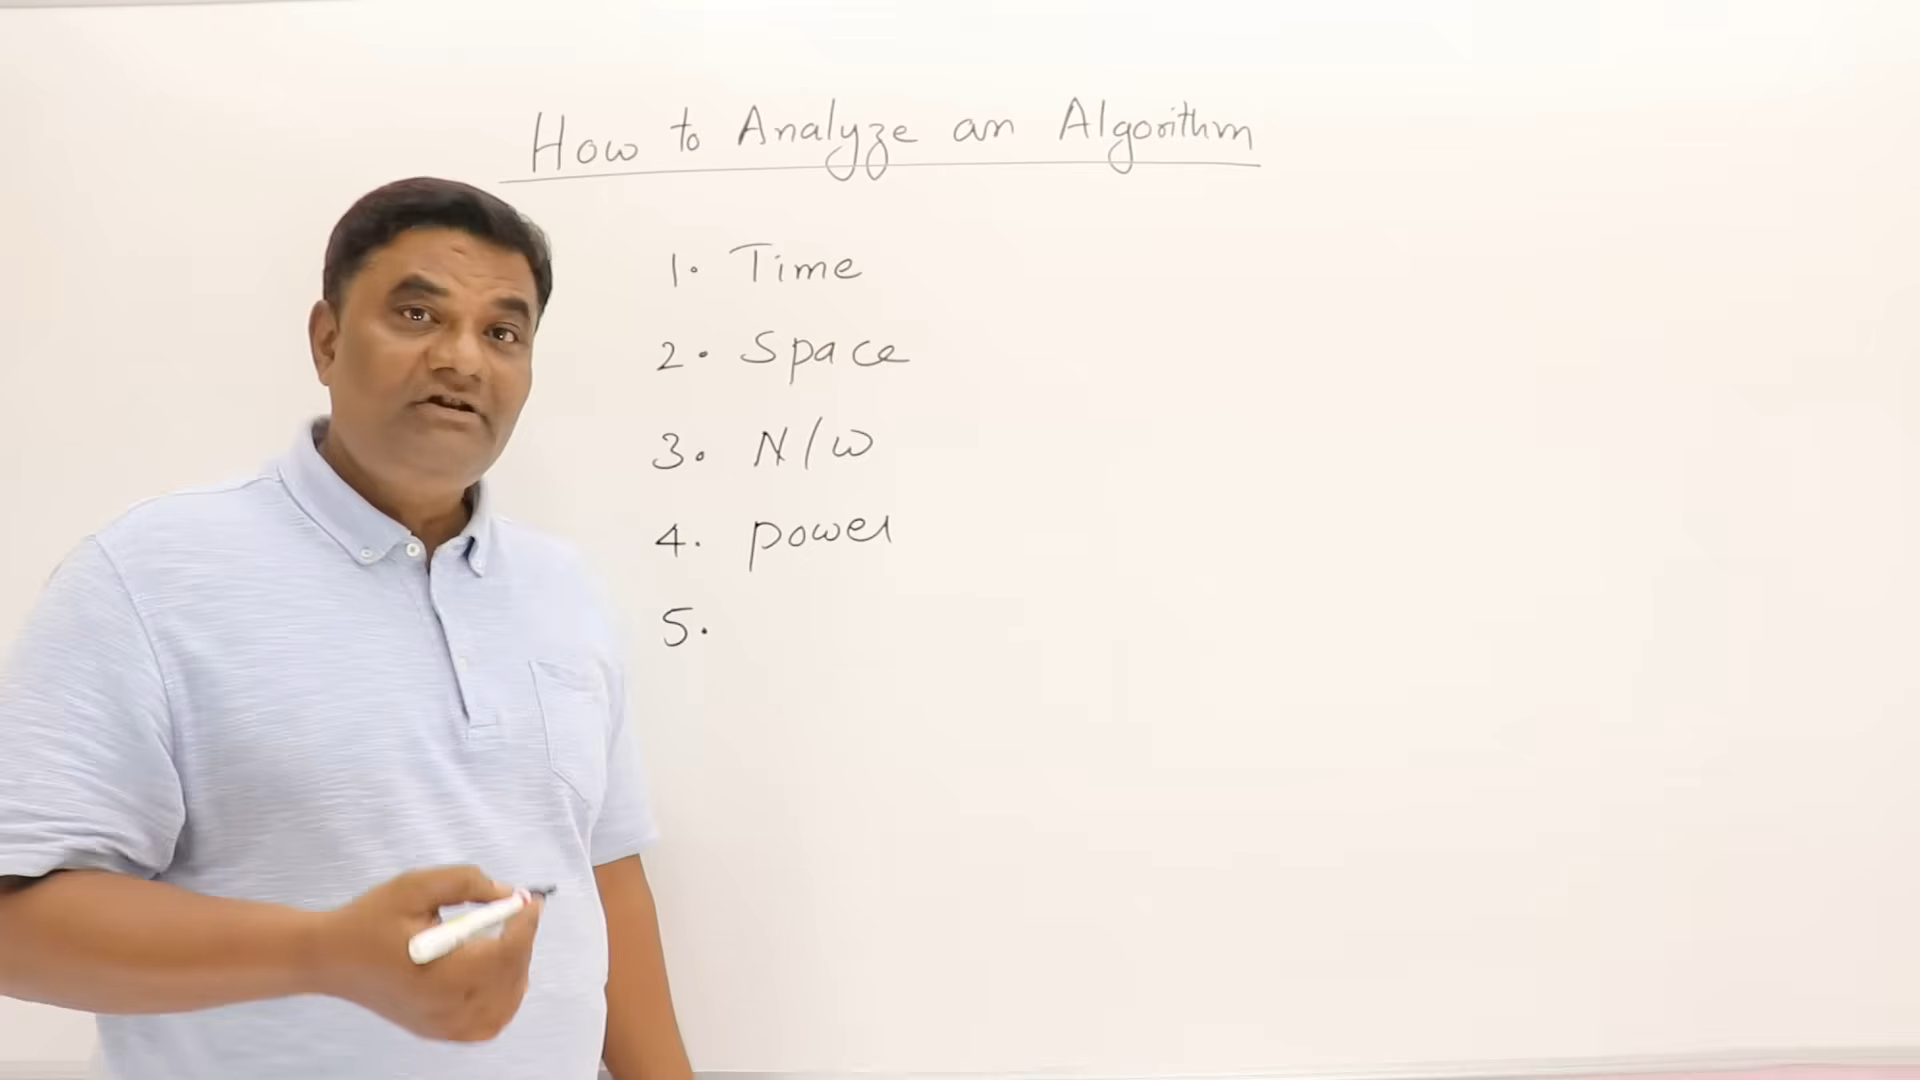 How to Analyze an Algorithm
1. Time
2. Space
3. N/W
4. power
5.